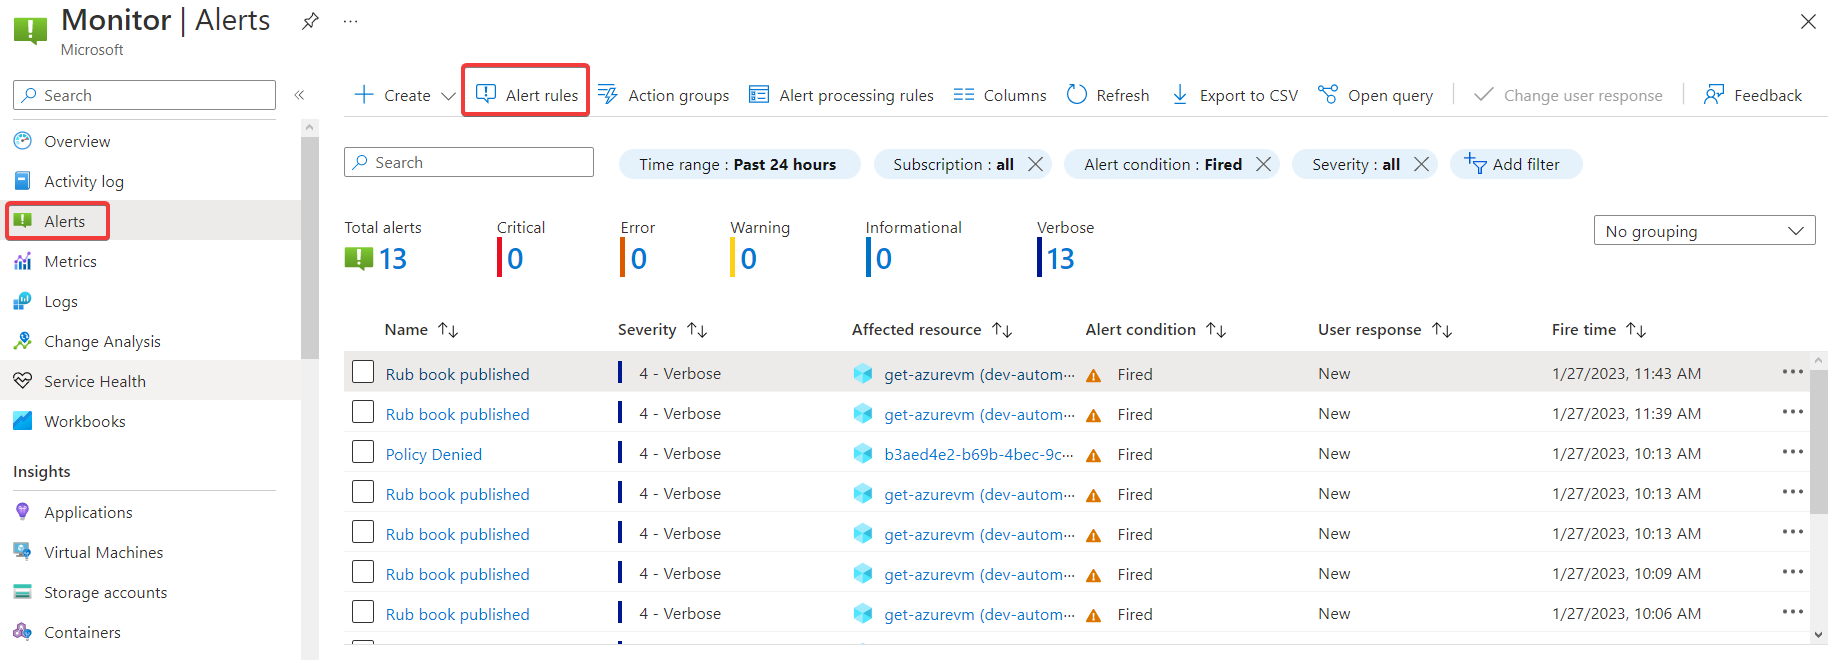 Monitor | Alerts
Microsoft
Search
Overview
Activity log
Alerts
Metrics
Logs
Change Analysis
Service Health
Workbooks
Insights
Applications
Virtual Machines
Storage accounts
Containers
Create Alert rules Action groups Alert processing rules Columns Refresh Export to CSV Open query Change user response Feedback
Search Time range : Past 24 hours Subscription : all Alert condition : Fired Severity : all Add filter
Total alerts Critical Error Warning Informational Verbose
13 0 0 0 0 13
No grouping
Name Severity Affected resource Alert condition User response Fire time
Rub book published 4 - Verbose get-azurevm (dev-autom··· Fired New 1/27/2023, 11:43 AM
Rub book published 4 - Verbose get-azurevm (dev-autom··· Fired New 1/27/2023, 11:39 AM
Policy Denied 4 - Verbose b3aed4e2-b69b-4bec-9c··· Fired New 1/27/2023, 10:13 AM
Rub book published 4 - Verbose get-azurevm (dev-autom··· Fired New 1/27/2023, 10:13 AM
Rub book published 4 - Verbose get-azurevm (dev-autom··· Fired New 1/27/2023, 10:13 AM
Rub book published 4 - Verbose get-azurevm (dev-autom··· Fired New 1/27/2023, 10:09 AM
Rub book published 4 - Verbose get-azurevm (dev-autom··· Fired New 1/27/2023, 10:06 AM